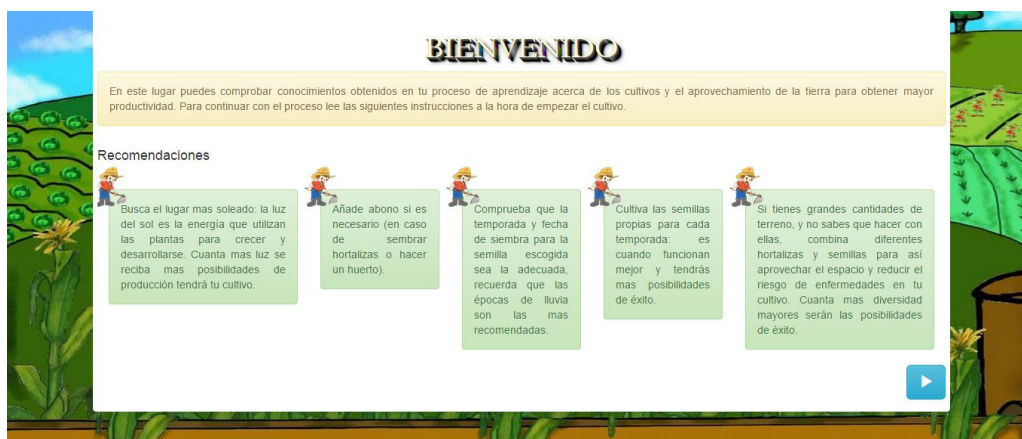 BIENVENIDO
En este lugar puedes comprobar conocimientos obtenidos en tu proceso de aprendizaje acerca de los cultivos y el aprovechamiento de la tierra para obtener mayor
productividad. Para continuar con el proceso lee las siguientes instrucciones a la hora de empezar el cultivo.
Recomendaciones
Busca el lugar mas soleado: la luz
del sol es la energía que utilizan
las plantas para crecer y
desarrollarse. Cuanta mas luz se
reciba mas posibilidades de
producción tendrá tu cultivo.
Añade abono si es
necesario (en caso
de sembrar
hortalizas o hacer
un huerto).
Comprueba que la
temporada y fecha
de siembra para la
semilla escogida
sea la adecuada,
recuerda que las
épocas de lluvia
son las mas
recomendadas.
Cultiva las semillas
propias para cada
temporada: es
cuando funcionan
mejor y tendrás
mas posibilidades
de éxito.
Si tienes grandes cantidades de
terreno, y no sabes que hacer con
ellas, combina diferentes
hortalizas y semillas para así
aprovechar el espacio y reducir el
riesgo de enfermedades en tu
cultivo. Cuanta mas diversidad
mayores serán las posibilidades
de éxito.